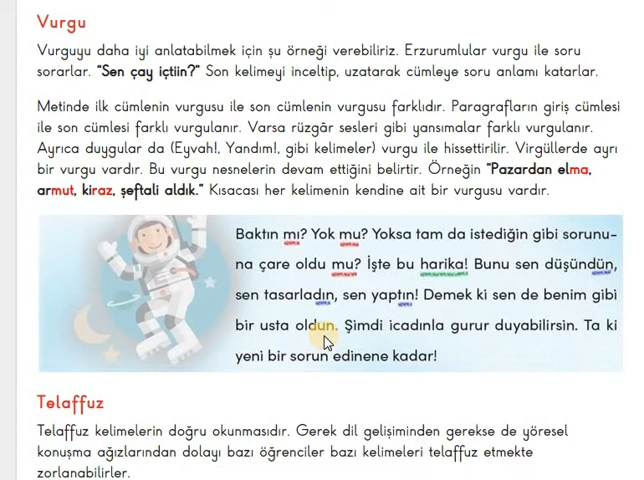 Vurgu
Vurguyu daha iyi anlatabilmek için şu örneği verebiliriz. Erzurumlular vurgu ile soru
sorarlar. "Sen çay içtiin?" Son kelimeyi inceltip, uzatarak cümleye soru anlamı katarlar.
Metinde ilk cümlenin vurgusu ile son cümlenin vurgusu farklıdır. Paragrafların giriş cümlesi
ile son cümlesi farklı vurgulanır. Varsa rüzgâr sesleri gibi yansımalar farklı vurgulanır.
Ayrıca duygular da (Eyvah!, Yandım!, gibi kelimeler) vurgu ile hissettirilir. Virgüllerde ayrı
bir vurgu vardır. Bu vurgu nesnelerin devam ettiğini belirtir. Örneğin "Pazardan elma,
armut, kiraz, şeftali aldık." Kısacası her kelimenin kendine ait bir vurgusu vardır.
Baktın mı? Yok mu? Yoksa tam da istediğin gibi sorunu-
na çare oldu mu? İşte bu harika! Bunu sen düşündün,
sen tasarladın, sen yaptın! Demek ki sen de benim gibi
bir usta oldun. Şimdi icadınla gurur duyabilirsin. Ta ki
yeni bir sorun edinene kadar!
Telaffuz
Telaffuz kelimelerin doğru okunmasıdır. Gerek dil gelişiminden gerekse de yöresel
konuşma ağızlarından dolayı bazı öğrenciler bazı kelimeleri telaffuz etmekte
zorlanabilirler.